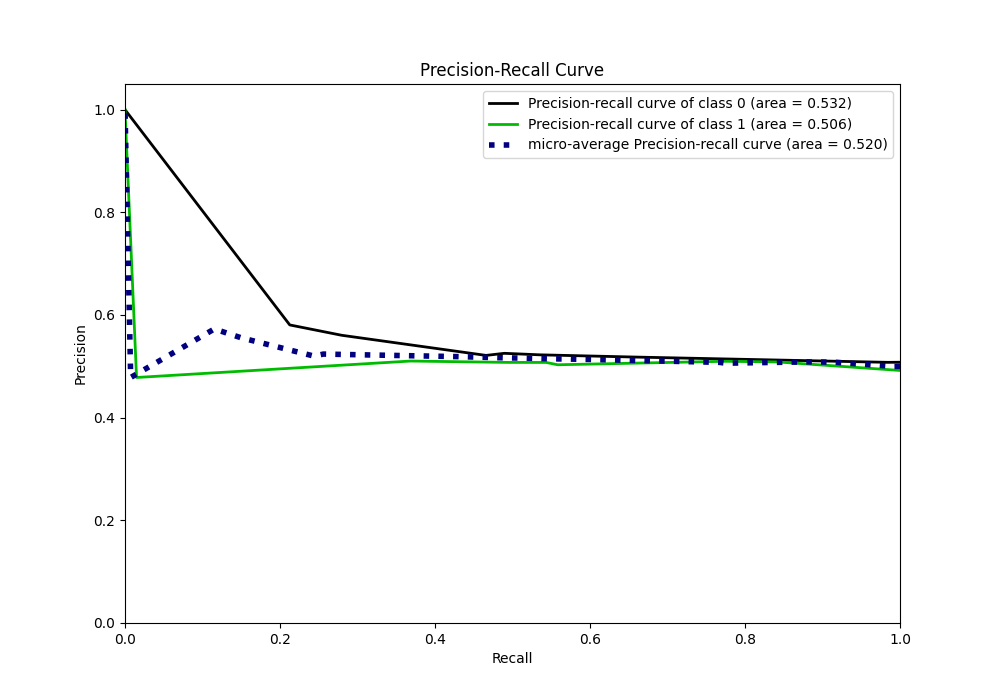 Precision-Recall Curve
Precision-recall curve of class 0 (area = 0.532)
Precision-recall curve of class 1 (area = 0.506)
micro-average Precision-recall curve (area = 0.520)
1.0
0.8
0.6
0.4
0.2
0.0
Precision
0.0 0.2 0.4 0.6 0.8 1.0
Recall